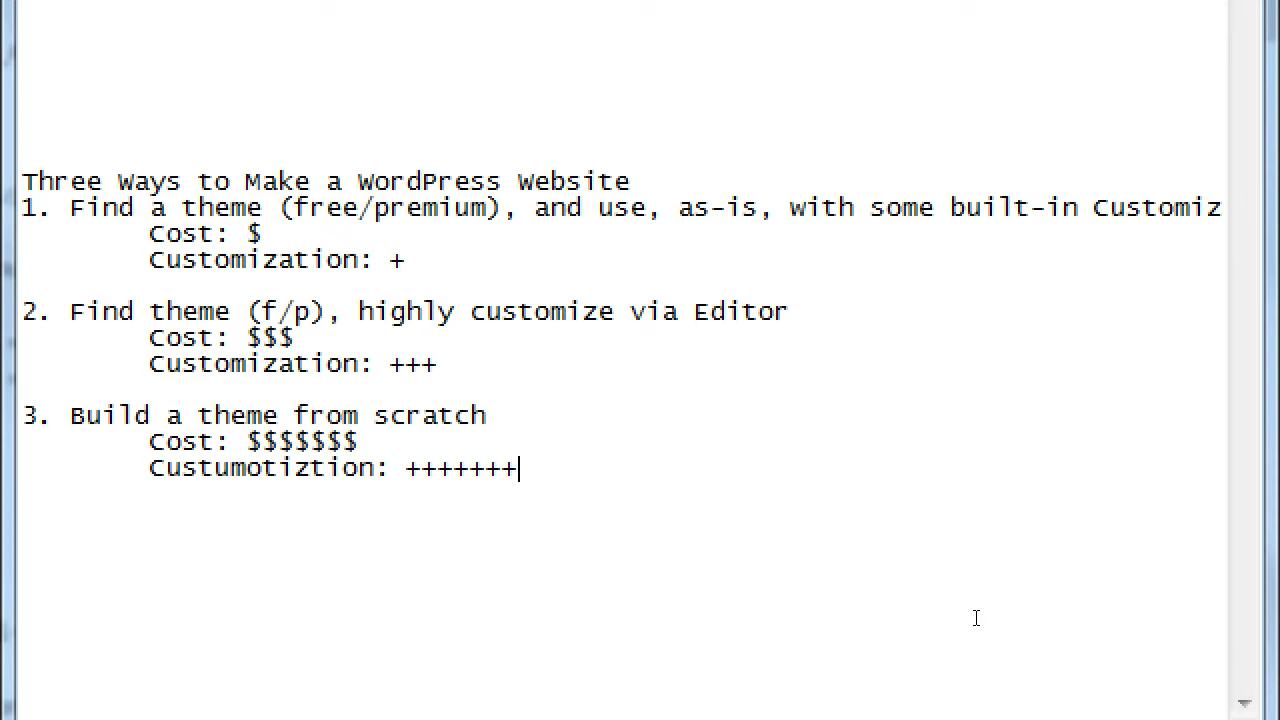 Three Ways to Make a WordPress Website
1. Find a theme (free/premium), and use, as-is, with some built-in Customiz
Cost: $
Customization: +
2. Find theme (f/p), highly customize via Editor
Cost: $$$
Customization: +++
3. Build a theme from scratch
Cost: $$$$$$$
Custumotiztion: +++++++